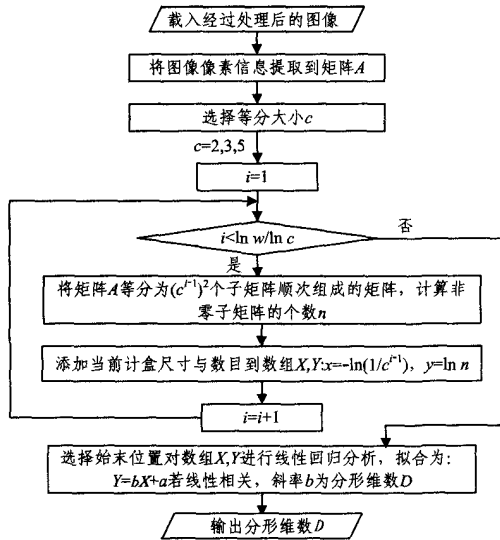 载入经过处理后的图像
将图像像素信息提取到矩阵A
选择等分大小c
c=2,3,5
i=1
i<ln w/ln c
否
是
将矩阵A等分为(cⁱ⁻¹)²个子矩阵顺次组成的矩阵，计算非
零子矩阵的个数n
添加当前计盒尺寸与数目到数组X,Y:x=-ln(1/cⁱ⁻¹)，y=ln n
i=i+1
选择始末位置对数组X,Y进行线性回归分析，拟合为：
Y=bX+a若线性相关，斜率b为分形维数D
输出分形维数D